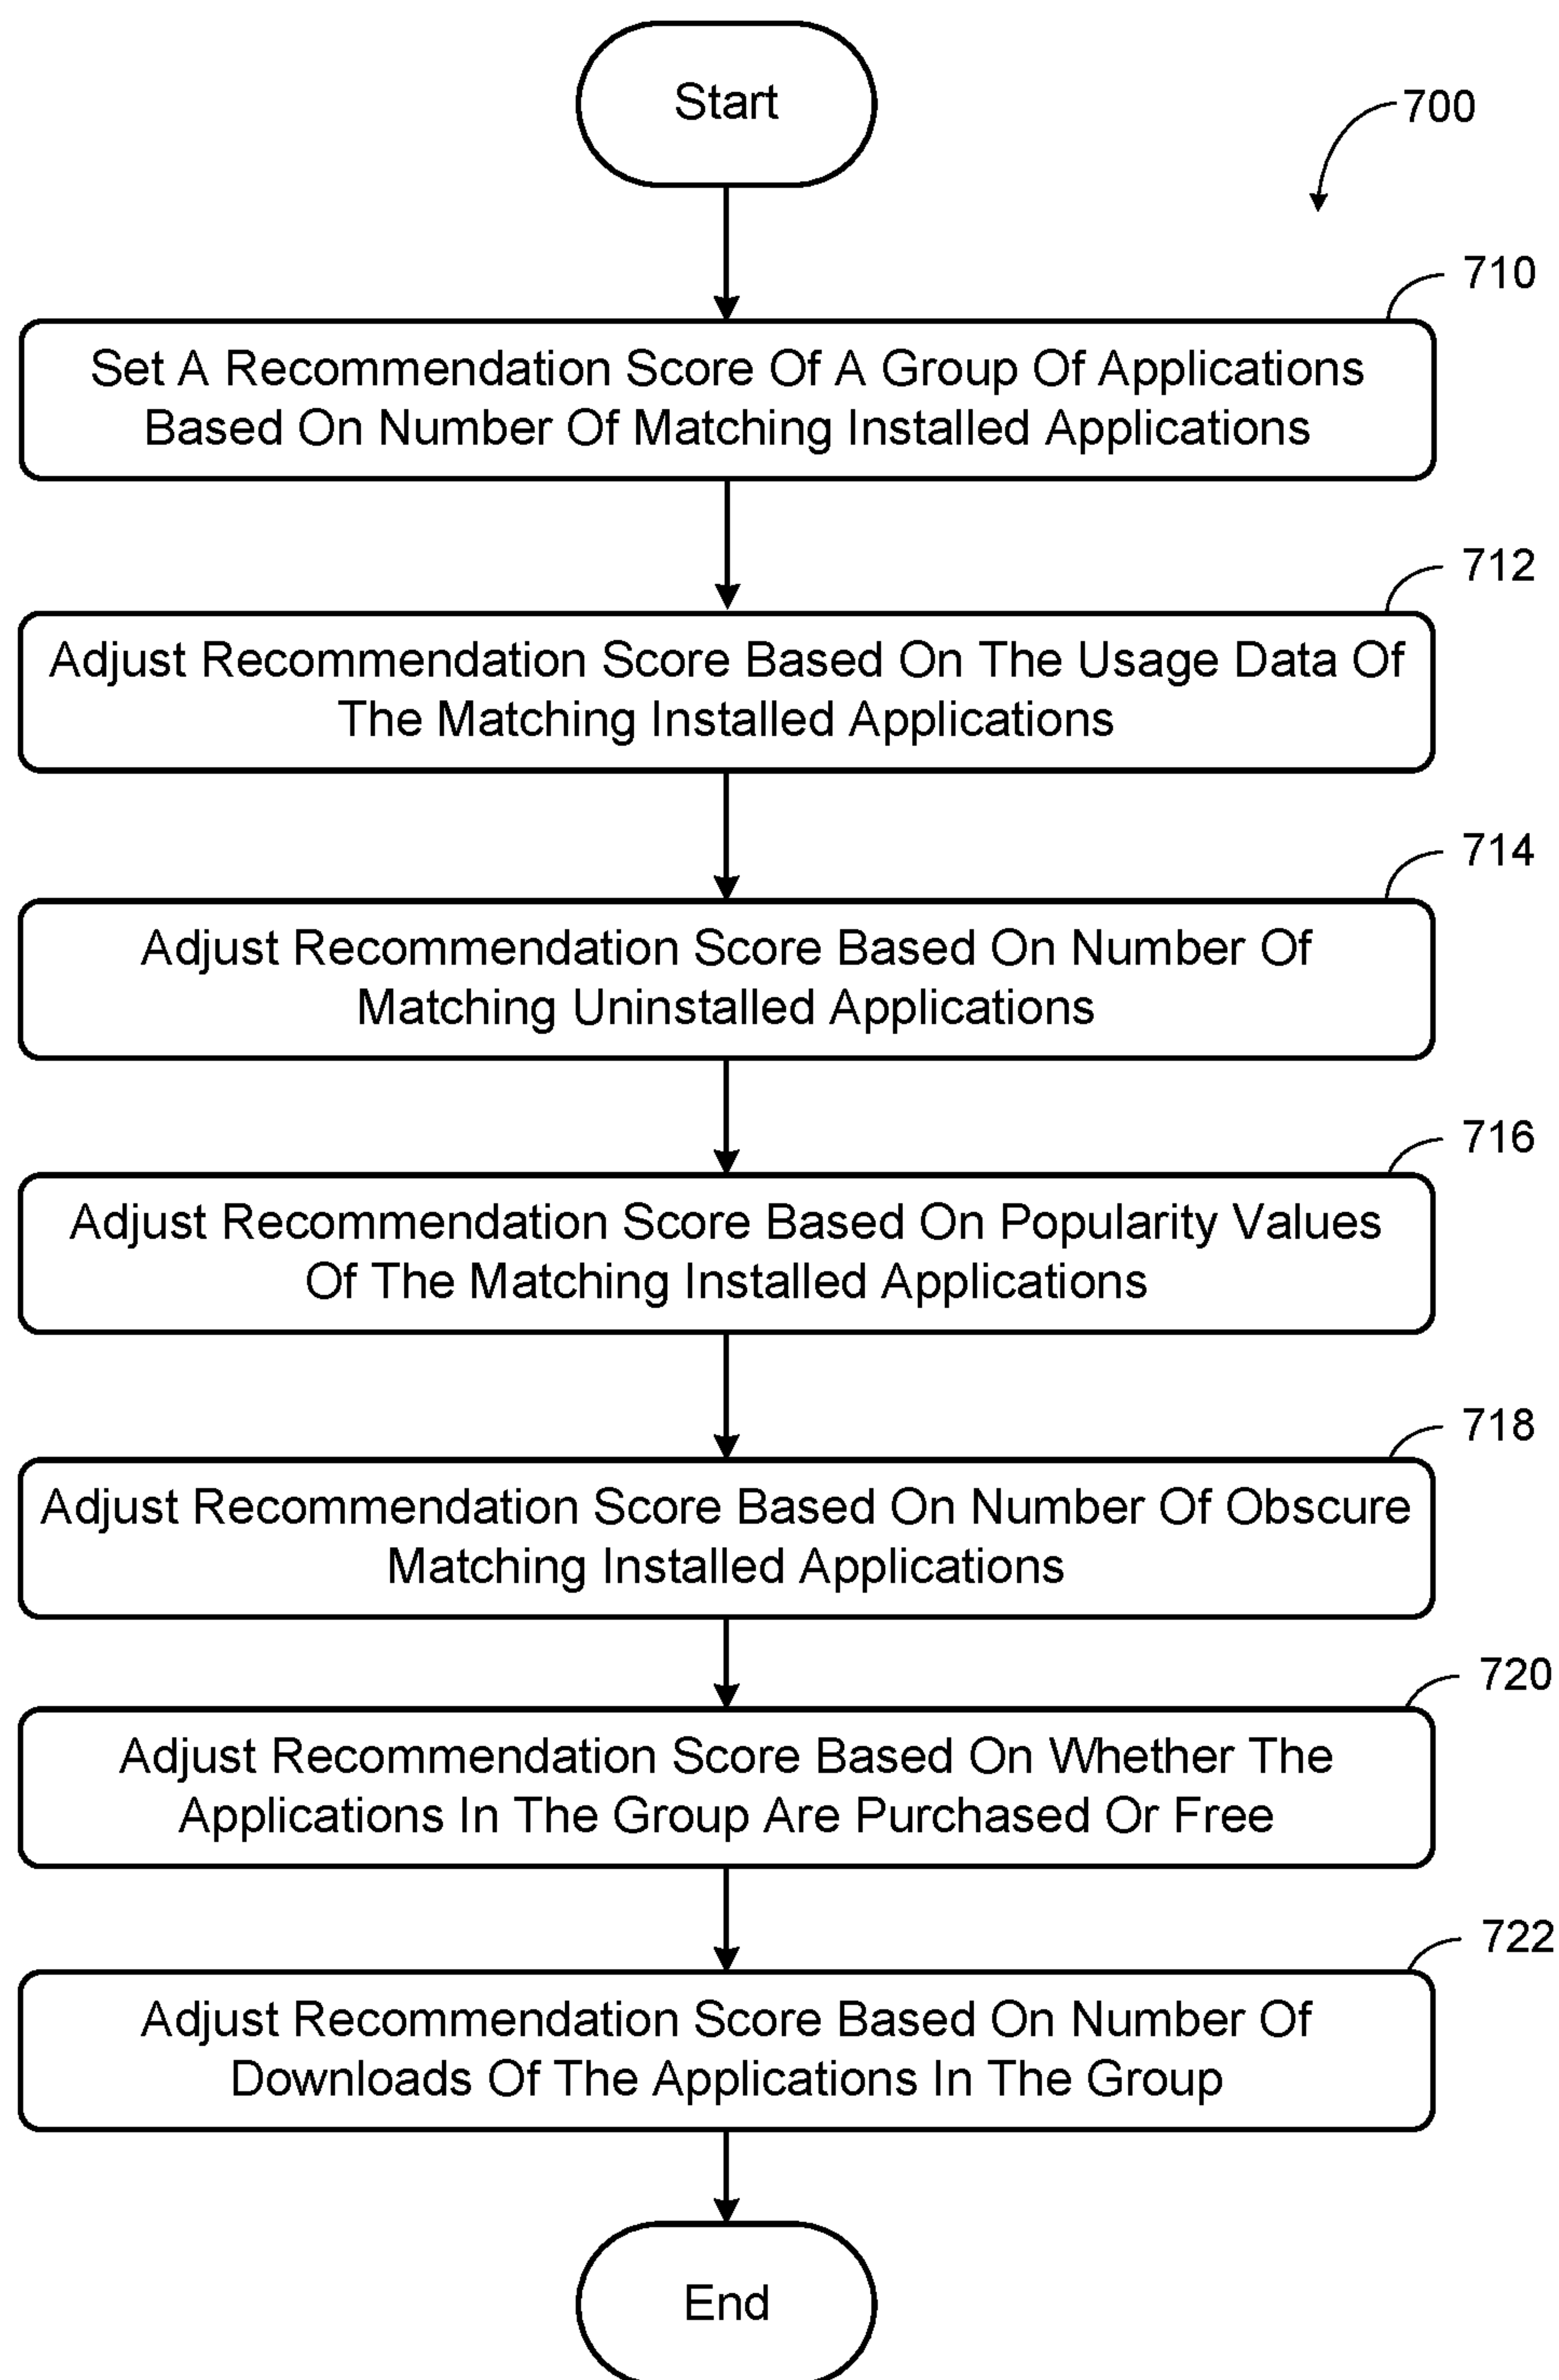 Start
700
710
Set A Recommendation Score Of A Group Of Applications
Based On Number Of Matching Installed Applications
712
Adjust Recommendation Score Based On The Usage Data Of
The Matching Installed Applications
714
Adjust Recommendation Score Based On Number Of
Matching Uninstalled Applications
716
Adjust Recommendation Score Based On Popularity Values
Of The Matching Installed Applications
718
Adjust Recommendation Score Based On Number Of Obscure
Matching Installed Applications
720
Adjust Recommendation Score Based On Whether The
Applications In The Group Are Purchased Or Free
722
Adjust Recommendation Score Based On Number Of
Downloads Of The Applications In The Group
End